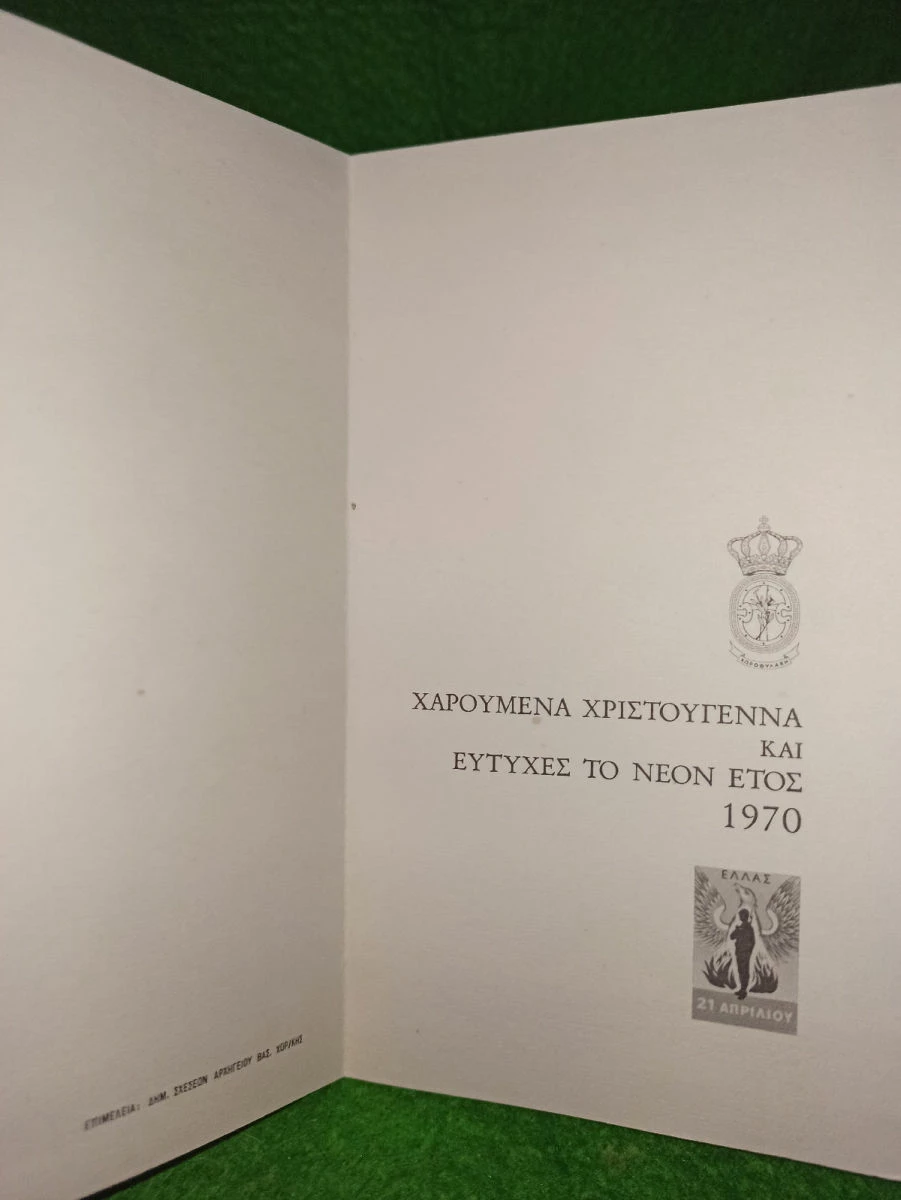 ΕΠΙΜΕΛΕΙΑ: ΔΗΜ. ΣΧΕΣΕΩΝ ΑΡΧΗΓΕΙΟΥ ΒΑΣ. ΧΩΡ/ΚΗΣ
ΧΩΡΟΦΥΛΑΚΗ
ΧΑΡΟΥΜΕΝΑ ΧΡΙΣΤΟΥΓΕΝΝΑ
ΚΑΙ
ΕΥΤΥΧΕΣ ΤΟ ΝΕΟΝ ΕΤΟΣ
1970
ΕΛΛΑΣ
21 ΑΠΡΙΛΙΟΥ